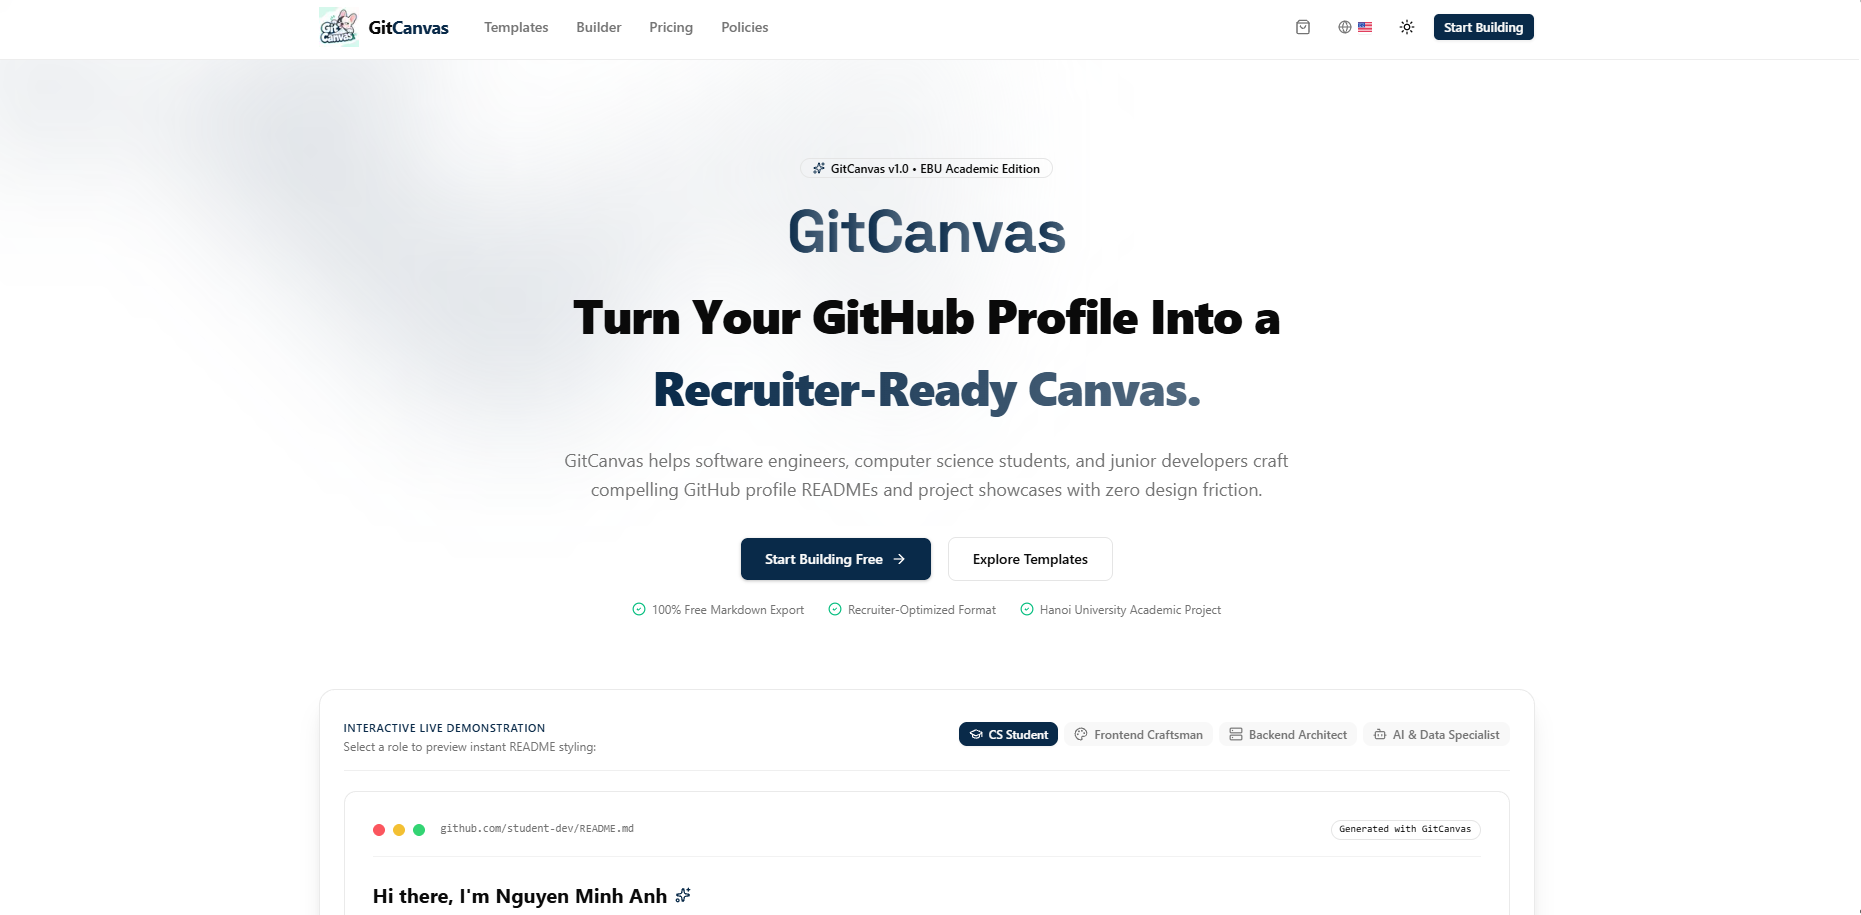 Git Canvas
GitCanvas
Templates
Builder
Pricing
Policies
Start Building
GitCanvas v1.0 • EBU Academic Edition
GitCanvas
Turn Your GitHub Profile Into a
Recruiter-Ready Canvas.
GitCanvas helps software engineers, computer science students, and junior developers craft
compelling GitHub profile READMEs and project showcases with zero design friction.
Start Building Free →
Explore Templates
100% Free Markdown Export
Recruiter-Optimized Format
Hanoi University Academic Project
INTERACTIVE LIVE DEMONSTRATION
Select a role to preview instant README styling:
CS Student
Frontend Craftsman
Backend Architect
AI & Data Specialist
github.com/student-dev/README.md
Generated with GitCanvas
Hi there, I'm Nguyen Minh Anh